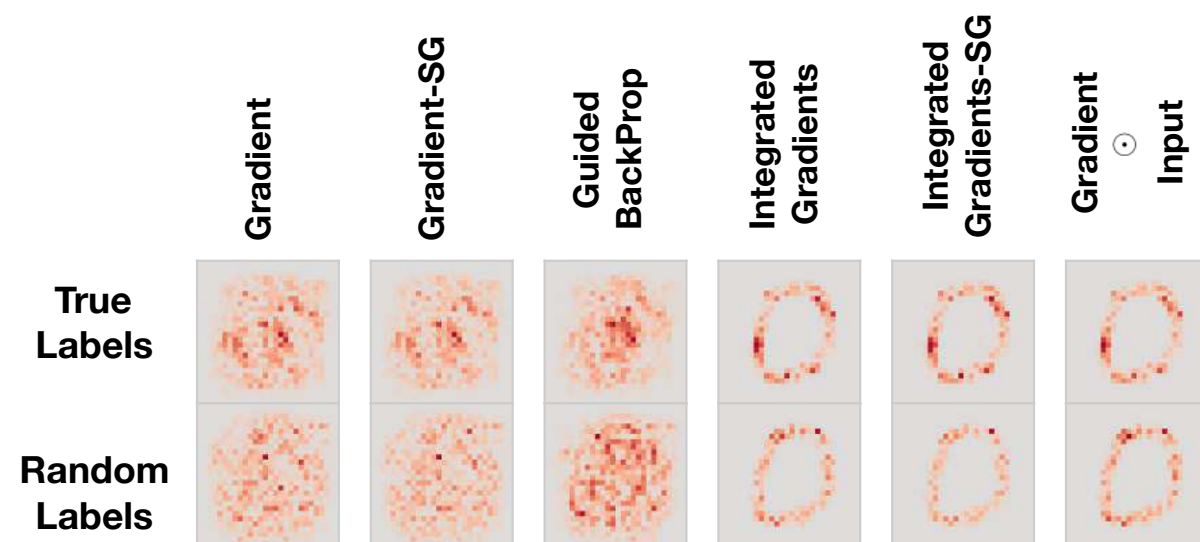 Gradient
Gradient-SG
Guided
BackProp
Integrated
Gradients
Integrated
Gradients-SG
Gradient
⊙
Input
True
Labels
Random
Labels